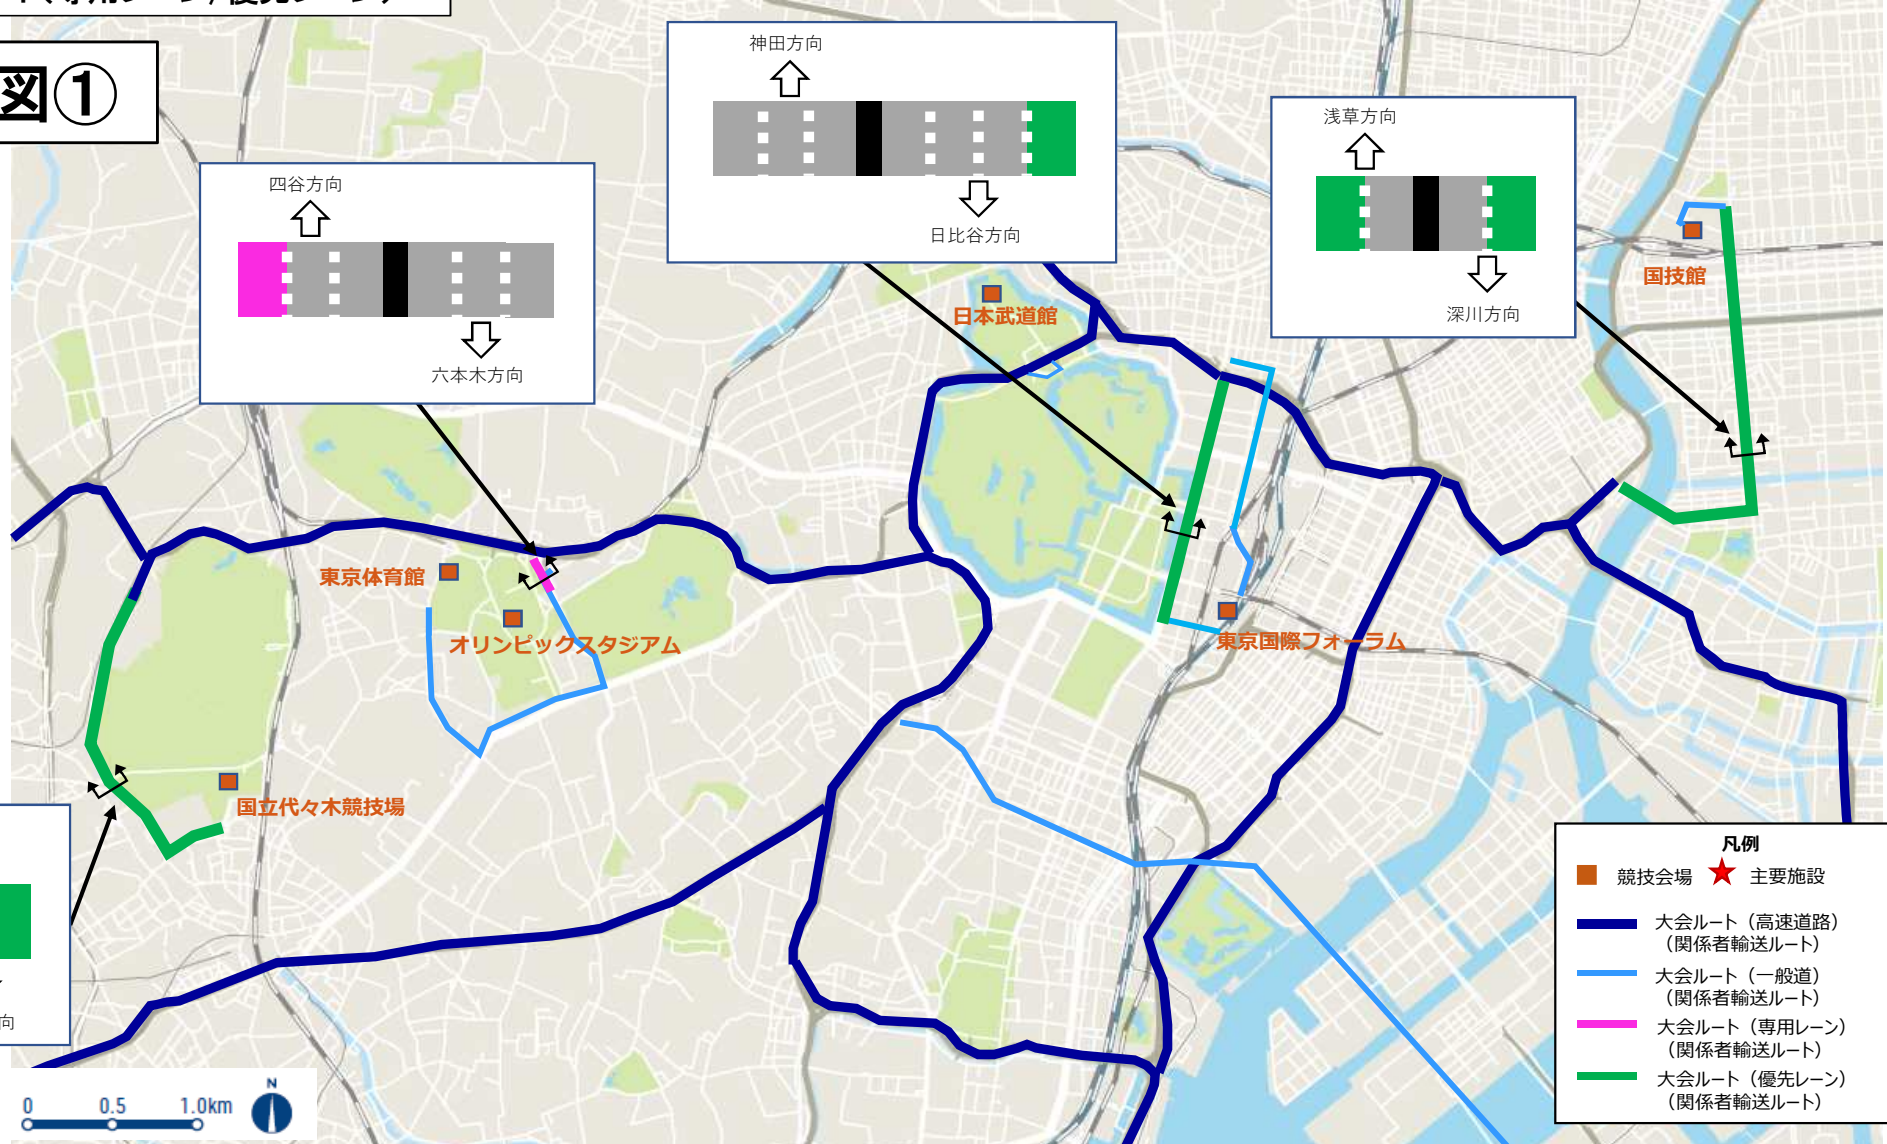 図①
神田方向
日比谷方向
浅草方向
深川方向
四谷方向
六本木方向
国技館
日本武道館
東京体育館
オリンピックスタジアム
東京国際フォーラム
国立代々木競技場
向
凡例
競技会場 主要施設
大会ルート（高速道路）
（関係者輸送ルート）
大会ルート（一般道）
（関係者輸送ルート）
大会ルート（専用レーン）
（関係者輸送ルート）
大会ルート（優先レーン）
（関係者輸送ルート）
0 0.5 1.0km
N